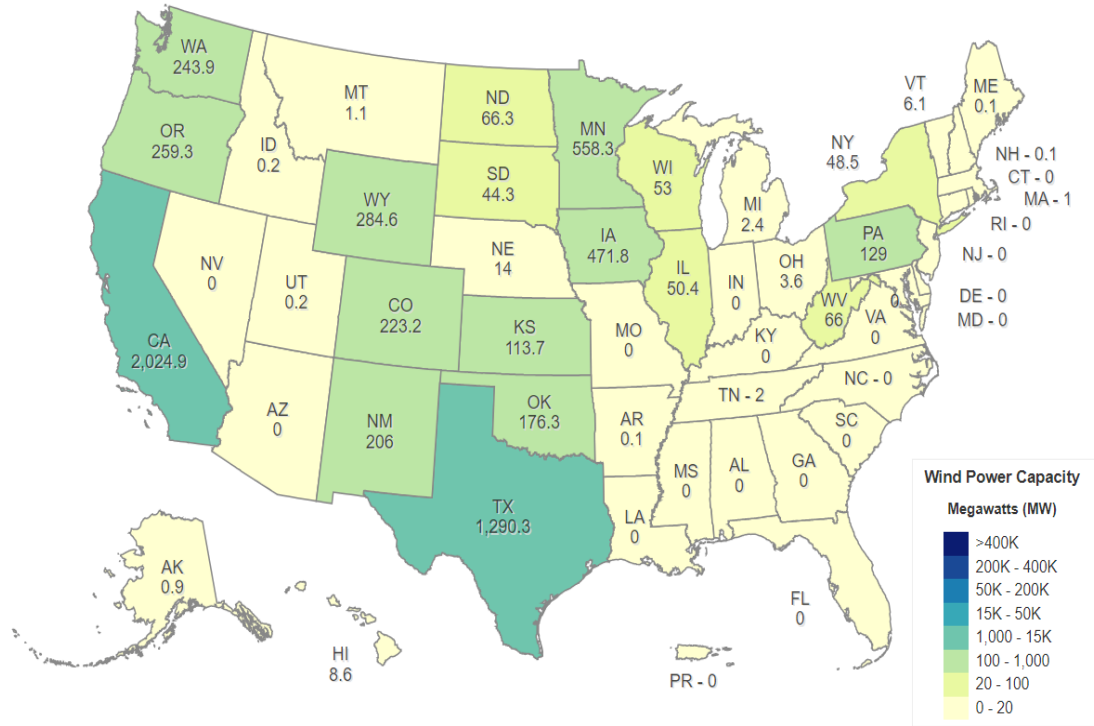 WA
243.9
OR
259.3
CA
2,024.9
ID
0.2
NV
0
MT
1.1
WY
284.6
UT
0.2
AZ
0
CO
223.2
NM
206
ND
66.3
SD
44.3
NE
14
KS
113.7
OK
176.3
TX
1,290.3
MN
558.3
IA
471.8
MO
0
AR
0.1
LA
0
WI
53
IL
50.4
MI
2.4
IN
0
OH
3.6
KY
0
TN - 2
MS
0
AL
0
GA
0
FL
0
SC
0
NC - 0
VA
0
WV
66
0
PA
129
NY
48.5
VT
6.1
ME
0.1
NH - 0.1
CT - 0
MA - 1
RI - 0
NJ - 0
DE - 0
MD - 0
AK
0.9
HI
8.6
PR - 0
Wind Power Capacity
Megawatts (MW)
>400K
200K - 400K
50K - 200K
15K - 50K
1,000 - 15K
100 - 1,000
20 - 100
0 - 20